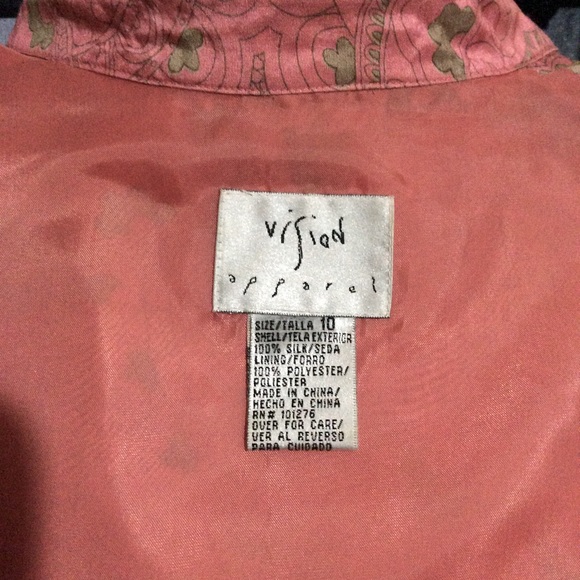 vision
apparel
SIZE/TALLA 10
SHELL/TELA EXTERIOR
100% SILK/SEDA
LINING/FORRO
100% POLYESTER/
POLIESTER
MADE IN CHINA/
HECHO EN CHINA
RN# 101276
OVER FOR CARE/
VER AL REVERSO
PARA CUIDADO